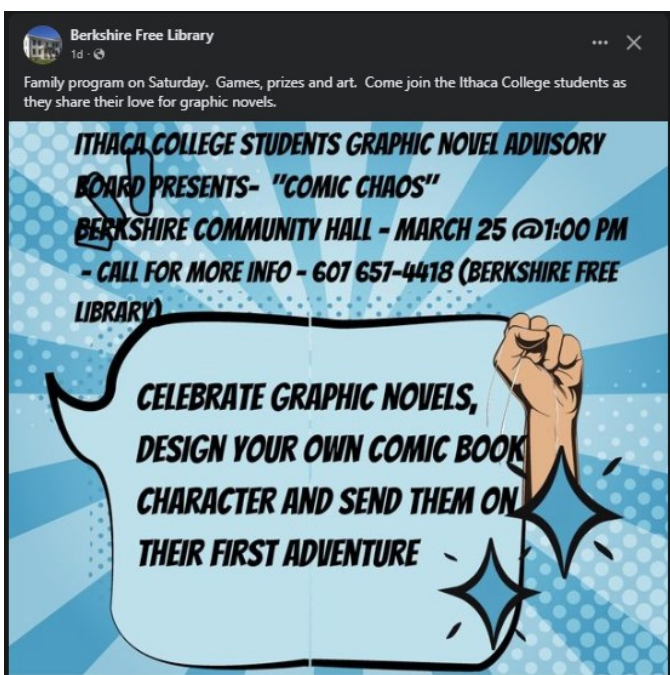 Berkshire Free Library
1d ·
Family program on Saturday. Games, prizes and art. Come join the Ithaca College students as
they share their love for graphic novels.
ITHACA COLLEGE STUDENTS GRAPHIC NOVEL ADVISORY
BOARD PRESENTS- "COMIC CHAOS"
BERKSHIRE COMMUNITY HALL - MARCH 25 @1:00 PM
- CALL FOR MORE INFO - 607 657-4418 (BERKSHIRE FREE
LIBRARY)
CELEBRATE GRAPHIC NOVELS,
DESIGN YOUR OWN COMIC BOOK
CHARACTER AND SEND THEM ON
THEIR FIRST ADVENTURE